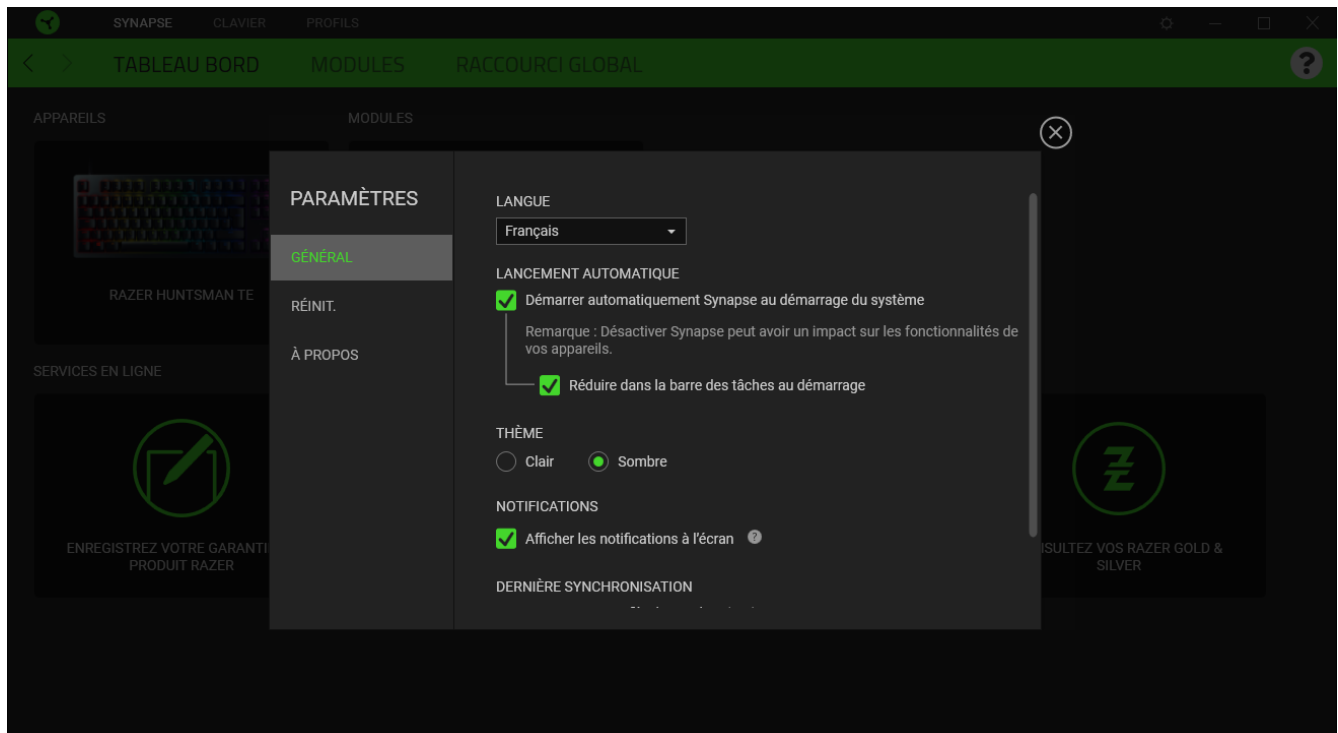 SYNAPSE CLAVIER PROFILS
TABLEAU BORD MODULES RACCOURCI GLOBAL
?
APPAREILS
MODULES
RAZER HUNTSMAN TE
SERVICES EN LIGNE
ENREGISTREZ VOTRE GARANTI
PRODUIT RAZER
PARAMÈTRES
GÉNÉRAL
RÉINIT.
À PROPOS
LANGUE
Français
LANCEMENT AUTOMATIQUE
Démarrer automatiquement Synapse au démarrage du système
Remarque : Désactiver Synapse peut avoir un impact sur les fonctionnalités de
vos appareils.
Réduire dans la barre des tâches au démarrage
THÈME
Clair Sombre
NOTIFICATIONS
Afficher les notifications à l'écran ?
DERNIÈRE SYNCHRONISATION
SULTEZ VOS RAZER GOLD &
SILVER